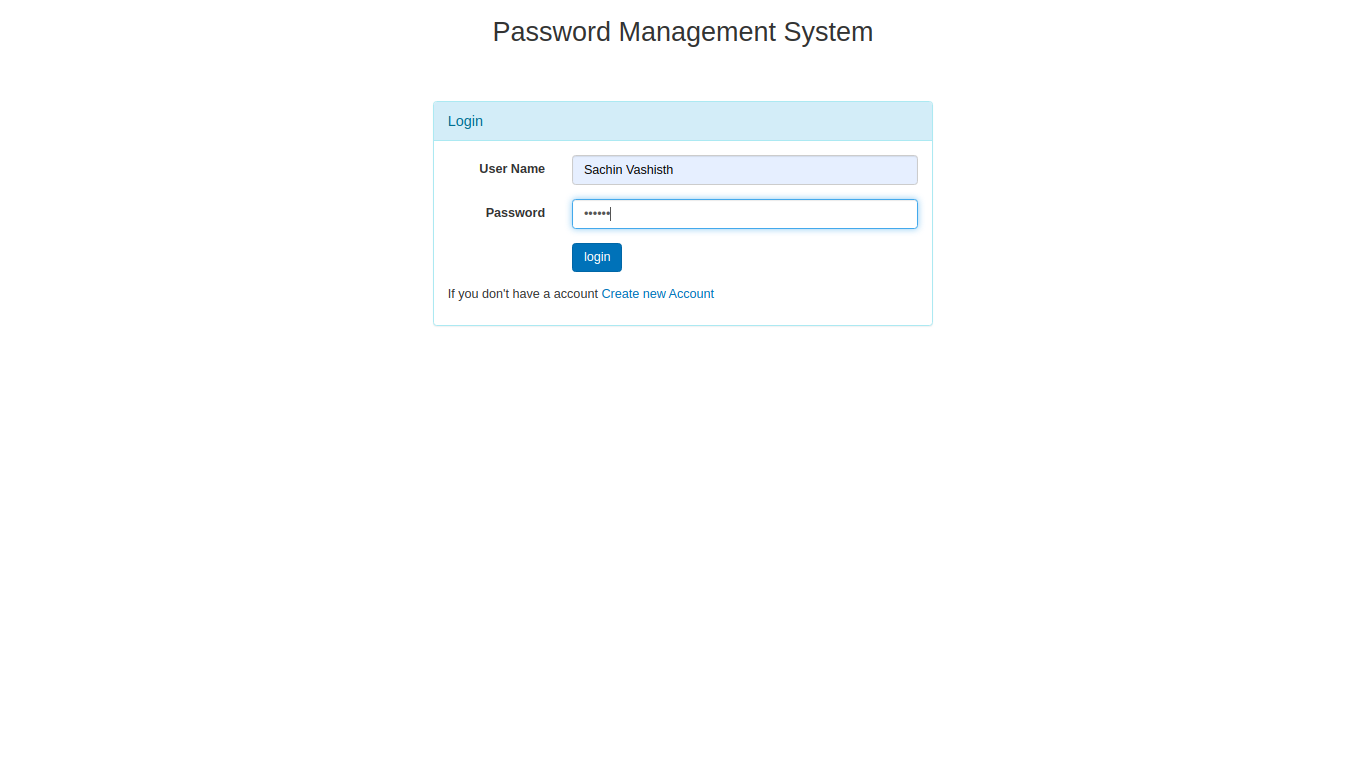 Password Management System
Login
User Name
Sachin Vashisth
Password
••••••
login
If you don't have a account Create new Account